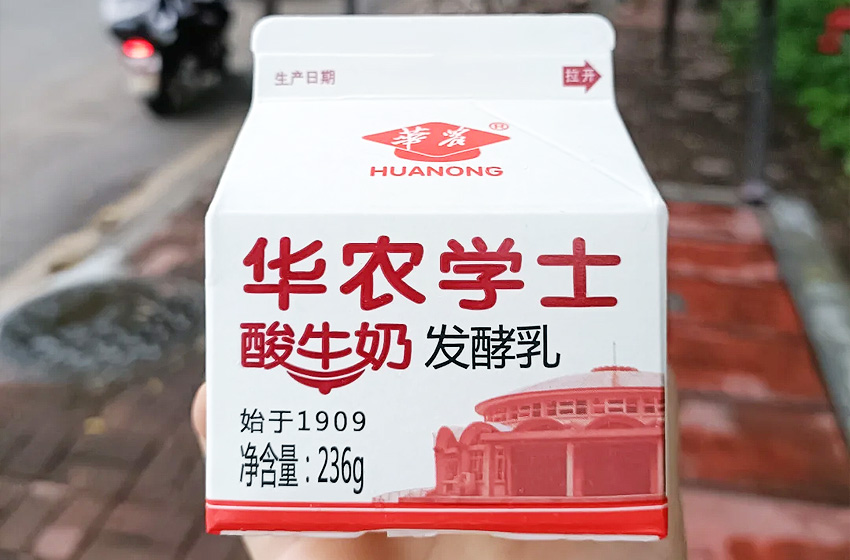 生产日期
拉开
華農®
HUANONG
华农学士
酸牛奶 发酵乳
始于1909
净含量：236g